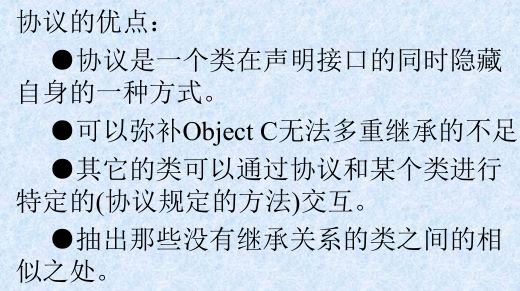 协议的优点：
●协议是一个类在声明接口的同时隐藏
自身的一种方式。
●可以弥补Object C无法多重继承的不足
●其它的类可以通过协议和某个类进行
特定的(协议规定的方法)交互。
●抽出那些没有继承关系的类之间的相
似之处。